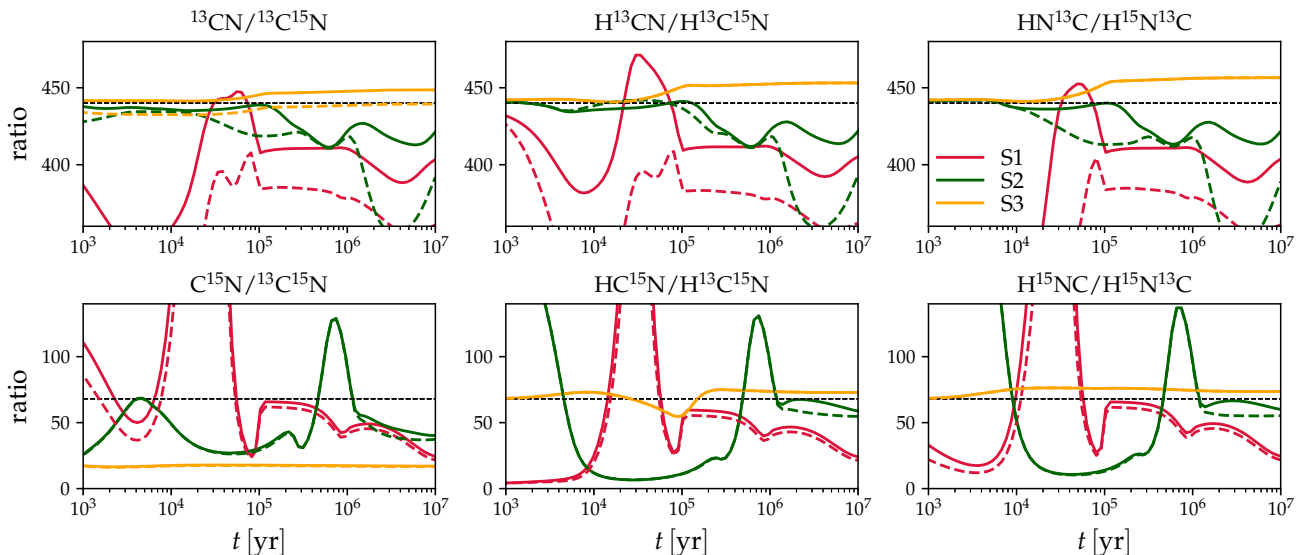 ¹³CN/¹³C¹⁵N
H¹³CN/H¹³C¹⁵N
HN¹³C/H¹⁵N¹³C
ratio
450
400
10³ 10⁴ 10⁵ 10⁶ 10⁷
450
400
10³ 10⁴ 10⁵ 10⁶ 10⁷
450
400
S1
S2
S3
10³ 10⁴ 10⁵ 10⁶ 10⁷
C¹⁵N/¹³C¹⁵N
HC¹⁵N/H¹³C¹⁵N
H¹⁵NC/H¹⁵N¹³C
ratio
100
50
0
10³ 10⁴ 10⁵ 10⁶ 10⁷
t [yr]
100
50
0
10³ 10⁴ 10⁵ 10⁶ 10⁷
t [yr]
100
50
0
10³ 10⁴ 10⁵ 10⁶ 10⁷
t [yr]